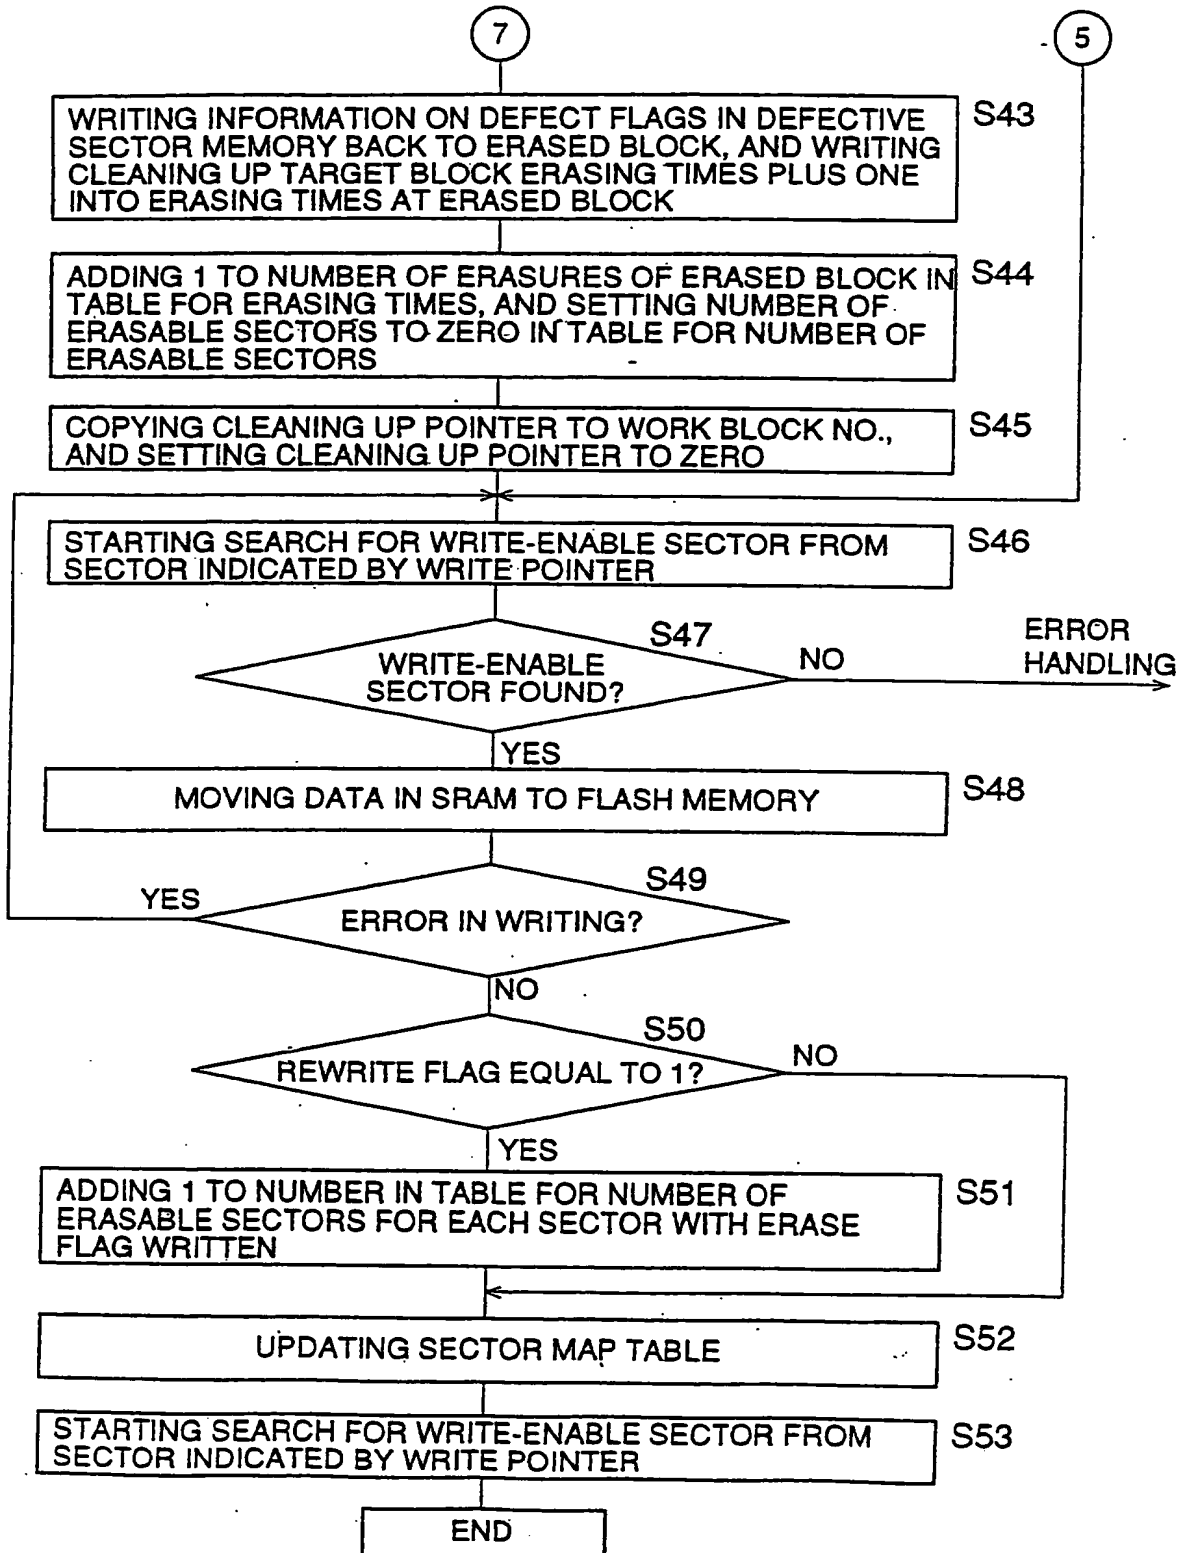 7
5
WRITING INFORMATION ON DEFECT FLAGS IN DEFECTIVE
SECTOR MEMORY BACK TO ERASED BLOCK, AND WRITING
CLEANING UP TARGET BLOCK ERASING TIMES PLUS ONE
INTO ERASING TIMES AT ERASED BLOCK
S43
ADDING 1 TO NUMBER OF ERASURES OF ERASED BLOCK IN
TABLE FOR ERASING TIMES, AND SETTING NUMBER OF
ERASABLE SECTORS TO ZERO IN TABLE FOR NUMBER OF
ERASABLE SECTORS
S44
COPYING CLEANING UP POINTER TO WORK BLOCK NO.,
AND SETTING CLEANING UP POINTER TO ZERO
S45
STARTING SEARCH FOR WRITE-ENABLE SECTOR FROM
SECTOR INDICATED BY WRITE POINTER
S46
S47
WRITE-ENABLE
SECTOR FOUND?
NO
ERROR
HANDLING
YES
MOVING DATA IN SRAM TO FLASH MEMORY
S48
S49
YES
ERROR IN WRITING?
NO
S50
REWRITE FLAG EQUAL TO 1?
NO
YES
ADDING 1 TO NUMBER IN TABLE FOR NUMBER OF
ERASABLE SECTORS FOR EACH SECTOR WITH ERASE
FLAG WRITTEN
S51
UPDATING SECTOR MAP TABLE
S52
STARTING SEARCH FOR WRITE-ENABLE SECTOR FROM
SECTOR INDICATED BY WRITE POINTER
S53
END